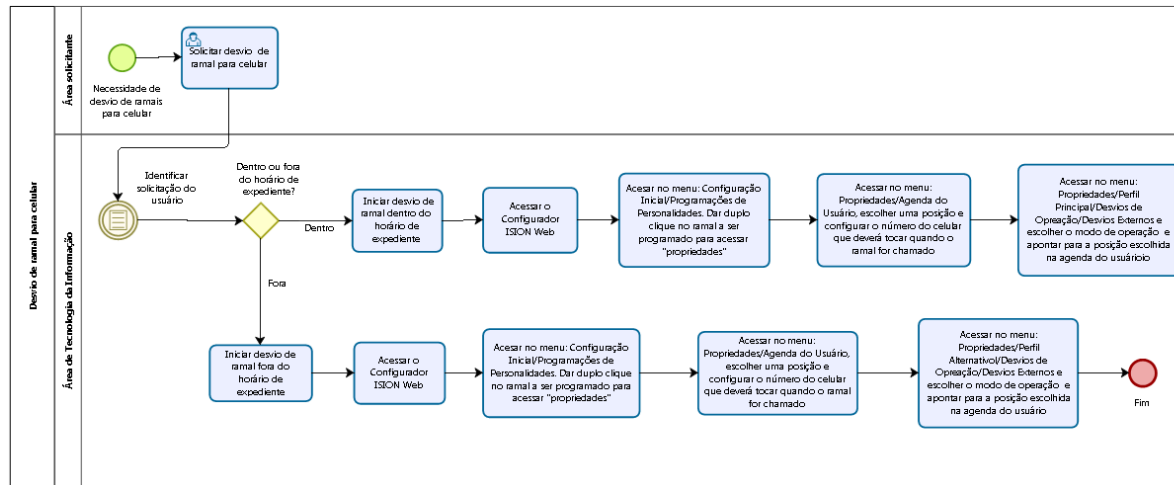 Desvio de ramal para celular
Área solicitante
Necessidade de
desvio de ramais
para celular
Solicitar desvio de
ramal para celular
Área de Tecnologia da Informação
Identificar
solicitação do
usuário
Dentro ou fora
do horário de
expediente?
Dentro
Iniciar desvio de
ramal dentro do
horário de
expediente
Acessar o
Configurador
ISION Web
Acesar no menu: Configuração
Inicial/Programações de
Personalidades. Dar duplo
clique no ramal a ser
programado para acessar
"propriedades"
Acessar no menu:
Propriedades/Agenda do
Usuário, escolher uma posição e
configurar o número do celular
que deverá tocar quando o
ramal for chamado
Acessar no menu:
Propriedades/Perfil
Principal/Desvios de
Opreação/Desvios Externos e
escolher o modo de operação e
apontar para a posição escolhida
na agenda do usuárioio
Fora
Iniciar desvio de
ramal fora do
horário de
expediente
Acessar o
Configurador
ISION Web
Acesar no menu: Configuração
Inicial/Programações de
Personalidades. Dar duplo clique
no ramal a ser programado para
acessar "propriedades"
Acessar no menu:
Propriedades/Agenda do Usuário,
escolher uma posição e
configurar o número do celular
que deverá tocar quando o ramal
for chamado
Acessar no menu:
Propriedades/Perfil
Alternativol/Desvios de
Opreação/Desvios Externos e
escolher o modo de operação e
apontar para a posição escolhida
na agenda do usuário
Fim